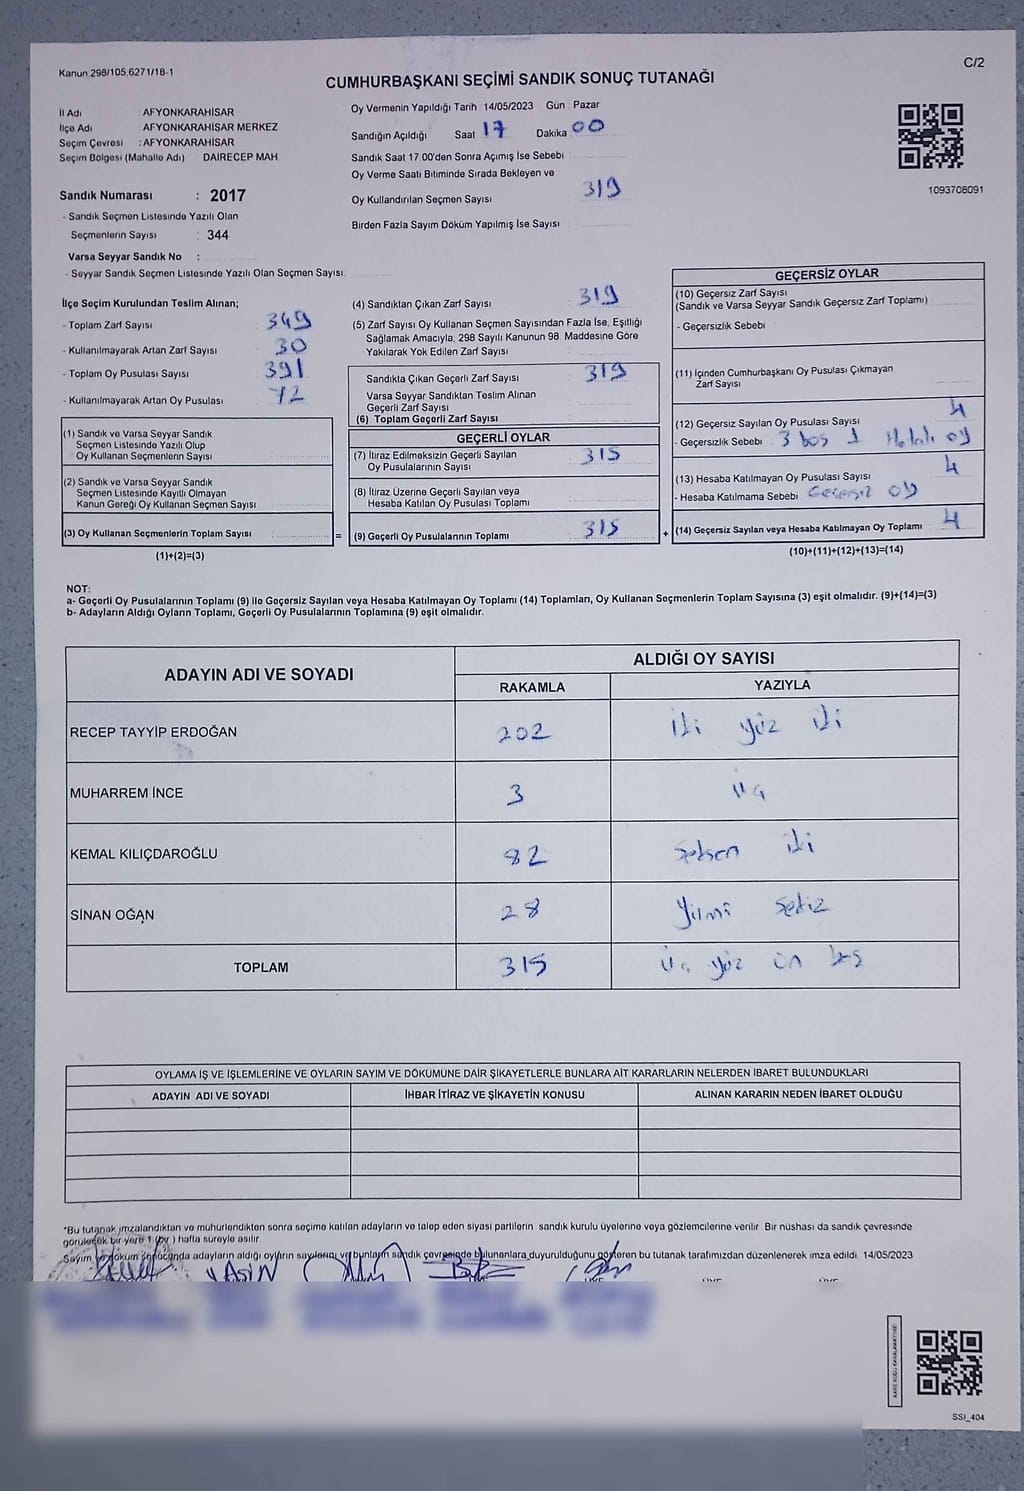 Kanun 298/105,6271/18-1
C/2
CUMHURBAŞKANI SEÇİMİ SANDIK SONUÇ TUTANAĞI
İl Adı AFYONKARAHİSAR
İlçe Adı AFYONKARAHİSAR MERKEZ
Seçim Çevresi : AFYONKARAHİSAR
Seçim Bölgesi (Mahalle Adı) DAİRECEP MAH
Sandık Numarası : 2017
- Sandık Seçmen Listesinde Yazılı Olan
Seçmenlerin Sayısı : 344
Varsa Seyyar Sandık No :
- Seyyar Sandık Seçmen Listesinde Yazılı Olan Seçmen Sayısı:
Oy Vermenin Yapıldığı Tarih 14/05/2023 Gün : Pazar
Sandığın Açıldığı Saat 17 Dakika 00
Sandık Saat 17 00'den Sonra Açımış İse Sebebi
Oy Verme Saati Bitiminde Sırada Bekleyen ve
Oy Kullandırılan Seçmen Sayısı 319
Birden Fazla Sayım Döküm Yapılmış İse Sayısı
1093708091
İlçe Seçim Kurulundan Teslim Alınan;
- Toplam Zarf Sayısı : 349
- Kullanılmayarak Artan Zarf Sayısı : 30
- Toplam Oy Pusulası Sayısı : 391
- Kullanılmayarak Artan Oy Pusulası : 72
(1) Sandık ve Varsa Seyyar Sandık
Seçmen Listesinde Yazılı Olup
Oy Kullanan Seçmenlerin Sayısı
(2) Sandık ve Varsa Seyyar Sandık
Seçmen Listesinde Kayıtlı Olmayan
Kanun Gereği Oy Kullanan Seçmen Sayısı
(3) Oy Kullanan Seçmenlerin Toplam Sayısı =
(1)+(2)=(3)
(4) Sandıktan Çıkan Zarf Sayısı 319
(5) Zarf Sayısı Oy Kullanan Seçmen Sayısından Fazla İse, Eşitliği
Sağlamak Amacıyla, 298 Sayılı Kanunun 98. Maddesine Göre
Yakılarak Yok Edilen Zarf Sayısı
Sandıkta Çıkan Geçerli Zarf Sayısı 319
Varsa Seyyar Sandıktan Teslim Alınan
Geçerli Zarf Sayısı
(6) Toplam Geçerli Zarf Sayısı
GEÇERLİ OYLAR
(7) İtiraz Edilmeksizin Geçerli Sayılan
Oy Pusulalarının Sayısı 315
(8) İtiraz Üzerine Geçerli Sayılan veya
Hesaba Katılan Oy Pusulası Toplamı
(9) Geçerli Oy Pusulalarının Toplamı 315 +
GEÇERSİZ OYLAR
(10) Geçersiz Zarf Sayısı
(Sandık ve Varsa Seyyar Sandık Geçersiz Zarf Toplamı)
- Geçersizlik Sebebi
(11) İçinden Cumhurbaşkanı Oy Pusulası Çıkmayan
Zarf Sayısı
(12) Geçersiz Sayılan Oy Pusulası Sayısı 4
- Geçersizlik Sebebi : 3 boş 1 Hatalı oy
(13) Hesaba Katılmayan Oy Pusulası Sayısı 4
- Hesaba Katılmama Sebebi Geçersiz oy
(14) Geçersiz Sayılan veya Hesaba Katılmayan Oy Toplamı 4
(10)+(11)+(12)+(13)=(14)
NOT:
a- Geçerli Oy Pusulalarının Toplamı (9) ile Geçersiz Sayılan veya Hesaba Katılmayan Oy Toplamı (14) Toplamları, Oy Kullanan Seçmenlerin Toplam Sayısına (3) eşit olmalıdır. (9)+(14)=(3)
b- Adayların Aldığı Oyların Toplamı, Geçerli Oy Pusulalarının Toplamına (9) eşit olmalıdır.
ADAYIN ADI VE SOYADI ALDIĞI OY SAYISI
RAKAMLA YAZIYLA
RECEP TAYYİP ERDOĞAN 202 iki yüz iki
MUHARREM İNCE 3 üç
KEMAL KILIÇDAROĞLU 82 seksen iki
SİNAN OĞAN 28 Yirmi sekiz
TOPLAM 315 üç yüz on beş
OYLAMA İŞ VE İŞLEMLERİNE VE OYLARIN SAYIM VE DÖKÜMÜNE DAİR ŞİKAYETLERLE BUNLARA AİT KARARLARIN NELERDEN İBARET BULUNDUKLARI
ADAYIN ADI VE SOYADI İHBAR İTİRAZ VE ŞİKAYETİN KONUSU ALINAN KARARIN NEDEN İBARET OLDUĞU
*Bu tutanak imzalandıktan ve mühürlendikten sonra seçime katılan adayların ve talep eden siyasi partilerin sandık kurulu üyelerine veya gözlemcilerine verilir Bir nüshası da sandık çevresinde
görülecek bir yere 1 (bir ) hafta süreyle asılır
Sayım ve döküm sonucunda adayların aldığı oyların sayılarını ve bunların sandık çevresinde bulunanlara duyurulduğunu gösteren bu tutanak tarafımızdan düzenlenerek imza edildi 14/05/2023
YASİN
SSI_404